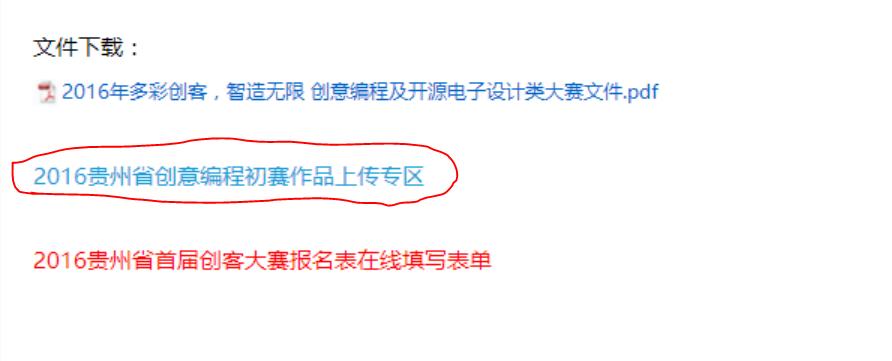 文件下载：
2016年多彩创客，智造无限 创意编程及开源电子设计类大赛文件.pdf
2016贵州省创意编程初赛作品上传专区
2016贵州省首届创客大赛报名表在线填写表单